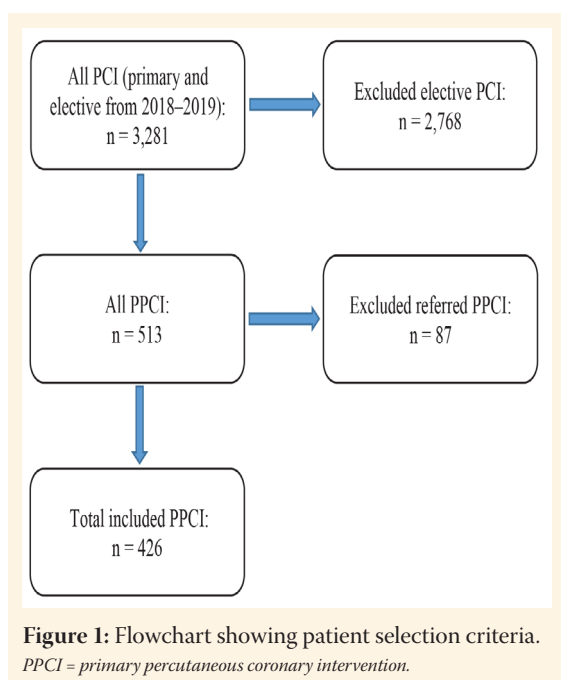 All PCI (primary and
elective from 2018–2019):
n = 3,281
Excluded elective PCI:
n = 2,768
All PPCI:
n = 513
Excluded referred PPCI:
n = 87
Total included PPCI:
n = 426
Figure 1: Flowchart showing patient selection criteria.
PPCI = primary percutaneous coronary intervention.